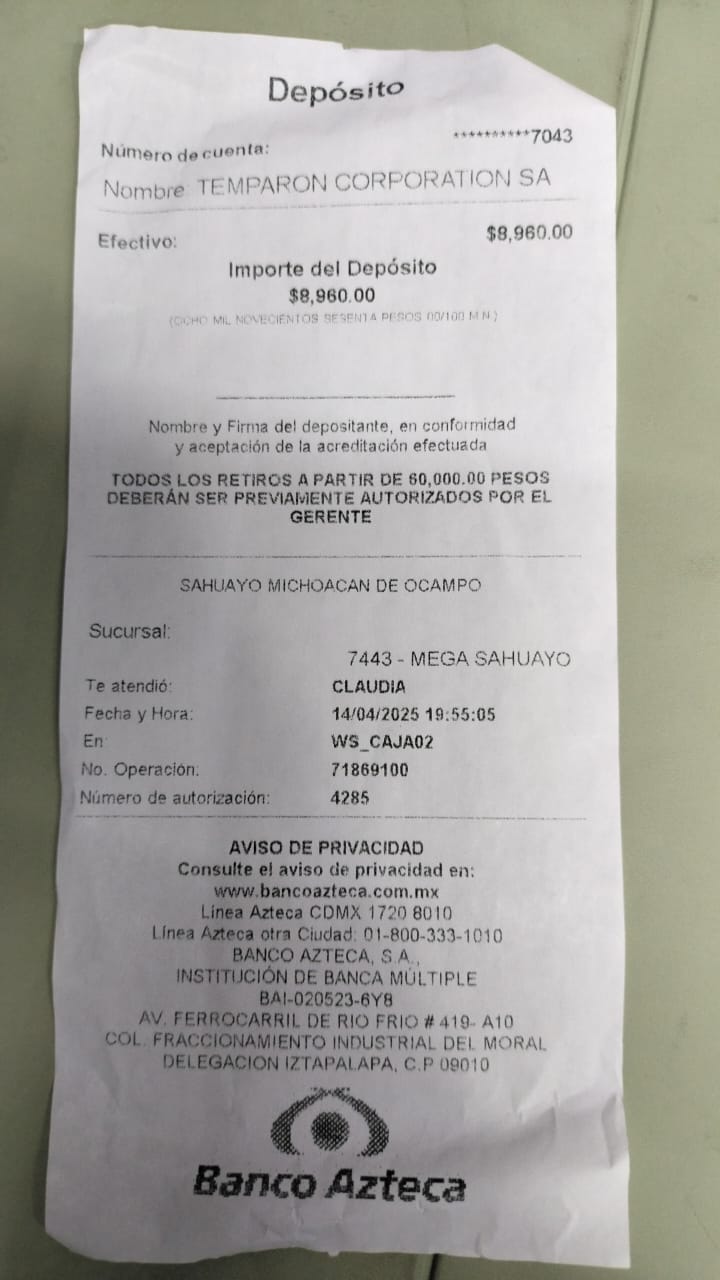 Depósito
Número de cuenta: **********7043
Nombre TEMPARON CORPORATION SA
Efectivo: $8,960.00
Importe del Depósito
$8,960.00
(OCHO MIL NOVECIENTOS SESENTA PESOS 00/100 M.N.)
Nombre y Firma del depositante, en conformidad
y aceptación de la acreditación efectuada
TODOS LOS RETIROS A PARTIR DE 60,000.00 PESOS
DEBERÁN SER PREVIAMENTE AUTORIZADOS POR EL
GERENTE
SAHUAYO MICHOACAN DE OCAMPO
Sucursal:
7443 - MEGA SAHUAYO
Te atendió: CLAUDIA
Fecha y Hora: 14/04/2025 19:55:05
En: WS_CAJA02
No. Operación: 71869100
Número de autorización: 4285
AVISO DE PRIVACIDAD
Consulte el aviso de privacidad en:
www.bancoazteca.com.mx
Línea Azteca CDMX 1720 8010
Línea Azteca otra Ciudad: 01-800-333-1010
BANCO AZTECA, S.A.,
INSTITUCIÓN DE BANCA MÚLTIPLE
BAI-020523-6Y8
AV. FERROCARRIL DE RIO FRIO # 419- A10
COL. FRACCIONAMIENTO INDUSTRIAL DEL MORAL
DELEGACION IZTAPALAPA, C.P 09010
Banco Azteca